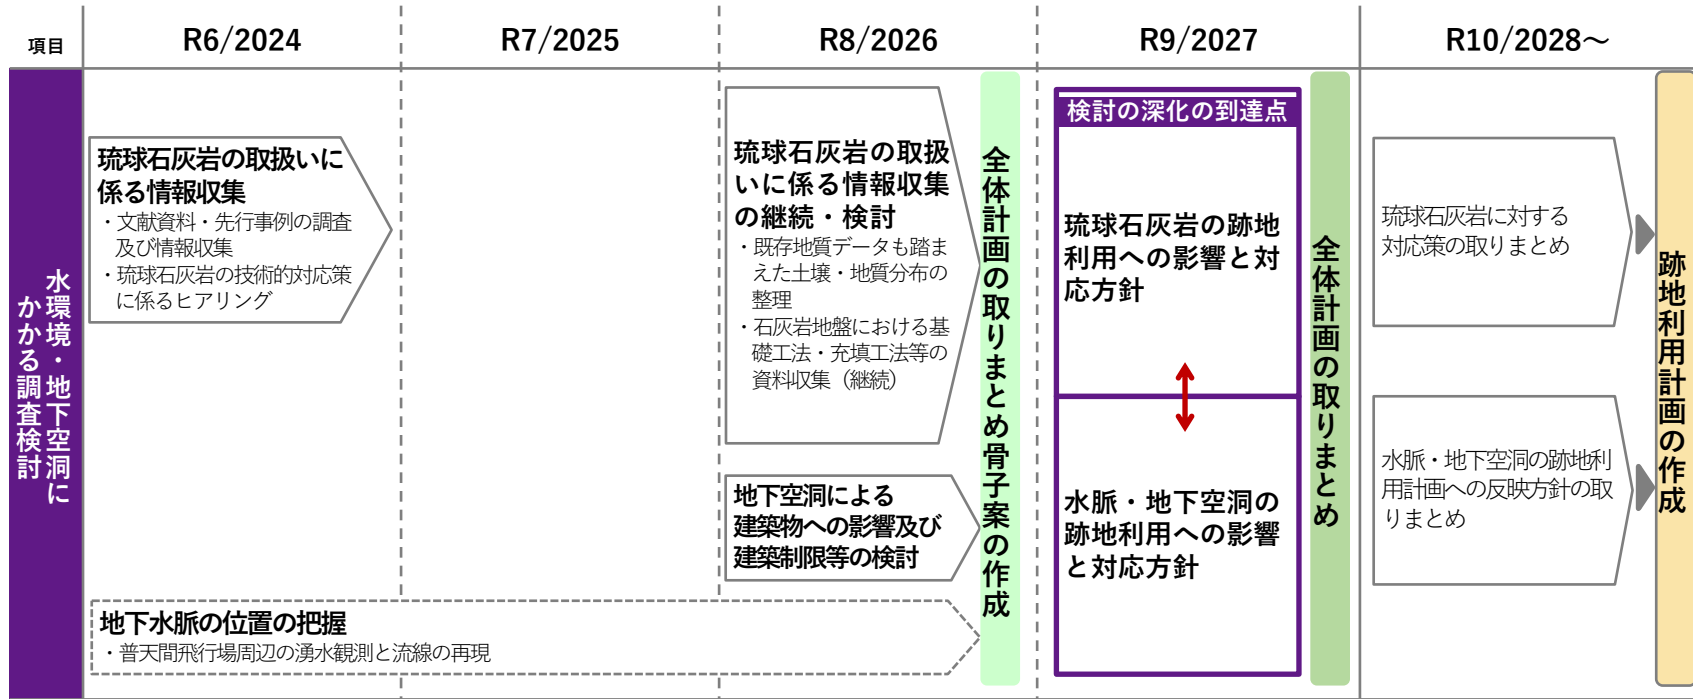 項目
R6/2024
R7/2025
R8/2026
R9/2027
R10/2028～
水環境・地下空洞に
かかる調査検討
琉球石灰岩の取扱いに
係る情報収集
・文献資料・先行事例の調査
及び情報収集
・琉球石灰岩の技術的対応策
に係るヒアリング
琉球石灰岩の取扱
いに係る情報収集
の継続・検討
・既存地質データも踏ま
えた土壌・地質分布の
整理
・石灰岩地盤における基
礎工法・充填工法等の
資料収集（継続）
地下空洞による
建築物への影響及び
建築制限等の検討
地下水脈の位置の把握
・普天間飛行場周辺の湧水観測と流線の再現
全体計画の取りまとめ骨子案の作成
検討の深化の到達点
琉球石灰岩の跡地
利用への影響と対
応方針
水脈・地下空洞の
跡地利用への影響
と対応方針
全体計画の取りまとめ
琉球石灰岩に対する
対応策の取りまとめ
水脈・地下空洞の跡地利
用計画への反映方針の取
りまとめ
跡地利用計画の作成